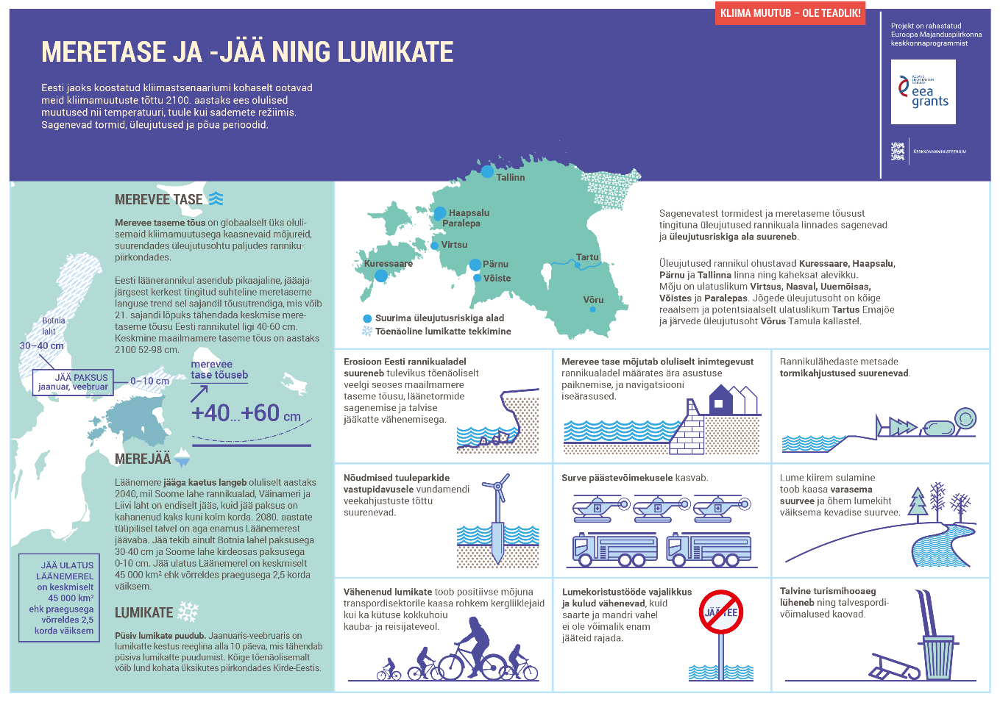 KLIIMA MUUTUB – OLE TEADLIK!
MERETASE JA -JÄÄ NING LUMIKATE
Eesti jaoks koostatud kliimastsenaariumi kohaselt ootavad
meid kliimamuutuste tõttu 2100. aastaks ees olulised
muutused nii temperatuuri, tuule kui sademete režiimis.
Sagenevad tormid, üleujutused ja põua perioodid.
Projekt on rahastatud
Euroopa Majanduspiirkonna
keskkonnaprogrammist
ICELAND
LIECHTENSTEIN
NORWAY
eea
grants
KESKKONNAMINISTEERIUM
MEREVEE TASE
Merevee taseme tõus on globaalselt üks oluli-
semaid kliimamuutusega kaasnevaid mõjureid,
suurendades üleujutusohtu paljudes ranniku-
piirkondades.
Eesti läänerannikul asendub pikaajaline, jääaja-
järgsest kerkest tingitud suhteline meretaseme
languse trend sel sajandil tõusutrendiga, mis võib
21. sajandi lõpuks tähendada keskmise mere-
taseme tõusu Eesti rannikutel ligi 40-60 cm.
Keskmine maailmamere taseme tõus on aastaks
2100 52-98 cm.
Botnia
laht
30–40 cm
JÄÄ PAKSUS
jaanuar, veebruar
0–10 cm
merevee
tase tõuseb
+40...+60 cm
MEREJÄÄ
Läänemere jääga kaetus langeb oluliselt aastaks
2040, mil Soome lahe rannikualad, Väinameri ja
Liivi laht on endiselt jääs, kuid jää paksus on
kahanenud kaks kuni kolm korda. 2080. aastate
tüüpilisel talvel on aga enamus Läänemerest
jäävaba. Jää tekib ainult Botnia lahel paksusega
30-40 cm ja Soome lahe kirdeosas paksusega
0-10 cm. Jää ulatus Läänemerel on keskmiselt
45 000 km² ehk võrreldes praegusega 2,5 korda
väiksem.
JÄÄ ULATUS
LÄÄNEMEREL
on keskmiselt
45 000 km²
ehk praegusega
võrreldes 2,5
korda väiksem
LUMIKATE
Püsiv lumikate puudub. Jaanuaris-veebruaris on
lumikatte kestus reeglina alla 10 päeva, mis tähendab
püsiva lumikatte puudumist. Kõige tõenäolisemalt
võib lund kohata üksikutes piirkondades Kirde-Eestis.
Tallinn
Haapsalu
Paralepa
Virtsu
Kuressaare
Pärnu
Võiste
Tartu
Võru
Suurima üleujutusriskiga alad
Tõenäoline lumikatte tekkimine
Sagenevatest tormidest ja meretaseme tõusust
tingituna üleujutused rannikuala linnades sagenevad
ja üleujutusriskiga ala suureneb.
Üleujutused rannikul ohustavad Kuressaare, Haapsalu,
Pärnu ja Tallinna linna ning kaheksat alevikku.
Mõju on ulatuslikum Virtsus, Nasval, Uuemõisas,
Võistes ja Paralepas. Jõgede üleujutusoht on kõige
reaalsem ja potentsiaalselt ulatuslikum Tartus Emajõe
ja järvede üleujutusoht Võrus Tamula kallastel.
Erosioon Eesti rannikualadel
suureneb tulevikus tõenäoliselt
veelgi seoses maailmamere
taseme tõusu, läänetormide
sagenemise ja talvise
jääkatte vähenemisega.
Merevee tase mõjutab oluliselt inimtegevust
rannikualadel määrates ära asustuse
paiknemise, ja navigatsiooni
iseärasused.
Rannikulähedaste metsade
tormikahjustused suurenevad.
Nõudmised tuuleparkide
vastupidavusele vundamendi
veekahjustuste tõttu
suurenevad.
Surve päästevõimekusele kasvab.
Lume kiirem sulamine
toob kaasa varasema
suurvee ja õhem lumekiht
väiksema kevadise suurvee.
Vähenenud lumikate toob positiivse mõjuna
transpordisektorile kaasa rohkem kergliiklejaid
kui ka kütuse kokkuhoiu
kauba- ja reisijateveol.
Lumekoristustööde vajalikkus
ja kulud vähenevad, kuid
saarte ja mandri vahel
ei ole võimalik enam
jääteid rajada.
JÄÄTEE
Talvine turismihooaeg
lüheneb ning talvespordi-
võimalused kaovad.